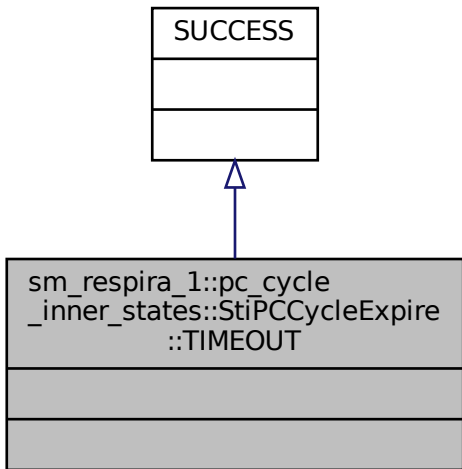 SUCCESS
sm_respira_1::pc_cycle
_inner_states::StiPCCycleExpire
::TIMEOUT